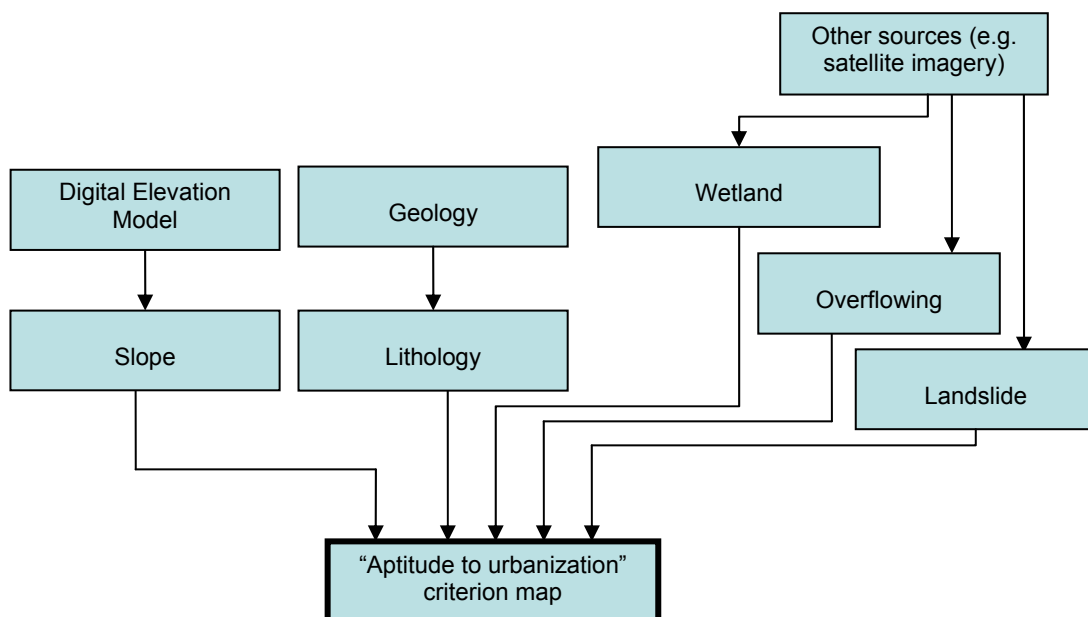 Other sources (e.g.
satellite imagery)
Wetland
Digital Elevation
Model
Geology
Overflowing
Slope
Lithology
Landslide
“Aptitude to urbanization”
criterion map